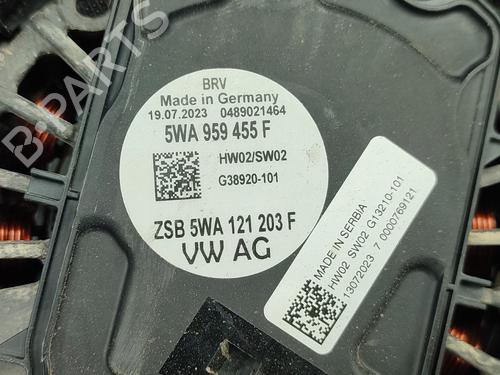 BRV
Made in Germany
19.07.2023 0489021464
5WA 959 455 F
HW02/SW02
G38920-101
ZSB 5WA 121 203 F
VW AG
MADE IN SERBIA
HW02 SW02 G13210-101
13072023 7 0000769121
B-PARTS